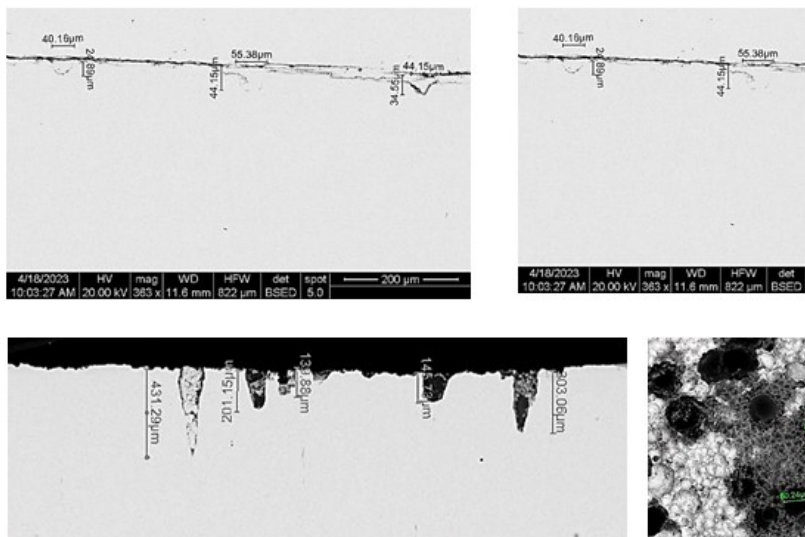 40.16µm
55.38µm
44.15µm
44.15µm
34.55µm
4/18/2023 HV mag WD HFW det spot
10:03:27 AM 20.00 kV 363 x 11.6 mm 822 µm BSED 5.0 200 µm
40.16µm
55.38µm
44.15µm
4/18/2023 HV mag WD HFW det
10:03:27 AM 20.00 kV 363 x 11.6 mm 822 µm BSED
431.29µm
201.15µm
303.06µm